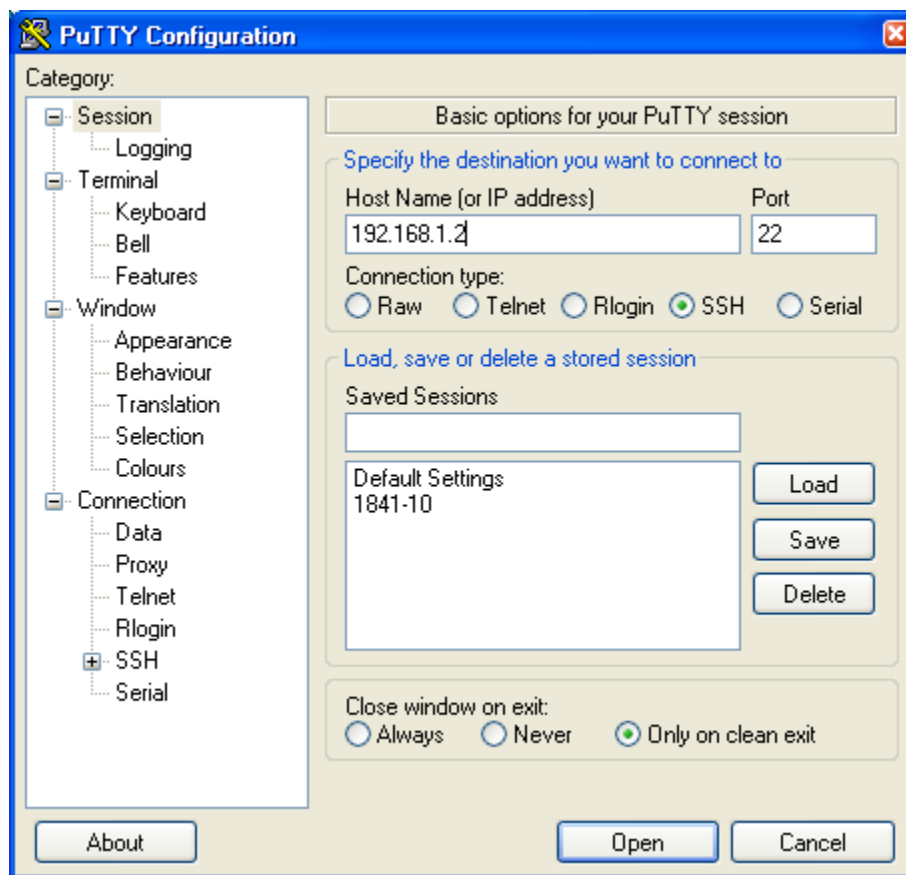 PuTTY Configuration
Category:
Session
Logging
Terminal
Keyboard
Bell
Features
Window
Appearance
Behaviour
Translation
Selection
Colours
Connection
Data
Proxy
Telnet
Rlogin
SSH
Serial
Basic options for your PuTTY session
Specify the destination you want to connect to
Host Name (or IP address) Port
192.168.1.2 22
Connection type:
Raw Telnet Rlogin SSH Serial
Load, save or delete a stored session
Saved Sessions
Default Settings
1841-10
Load
Save
Delete
Close window on exit:
Always Never Only on clean exit
About Open Cancel